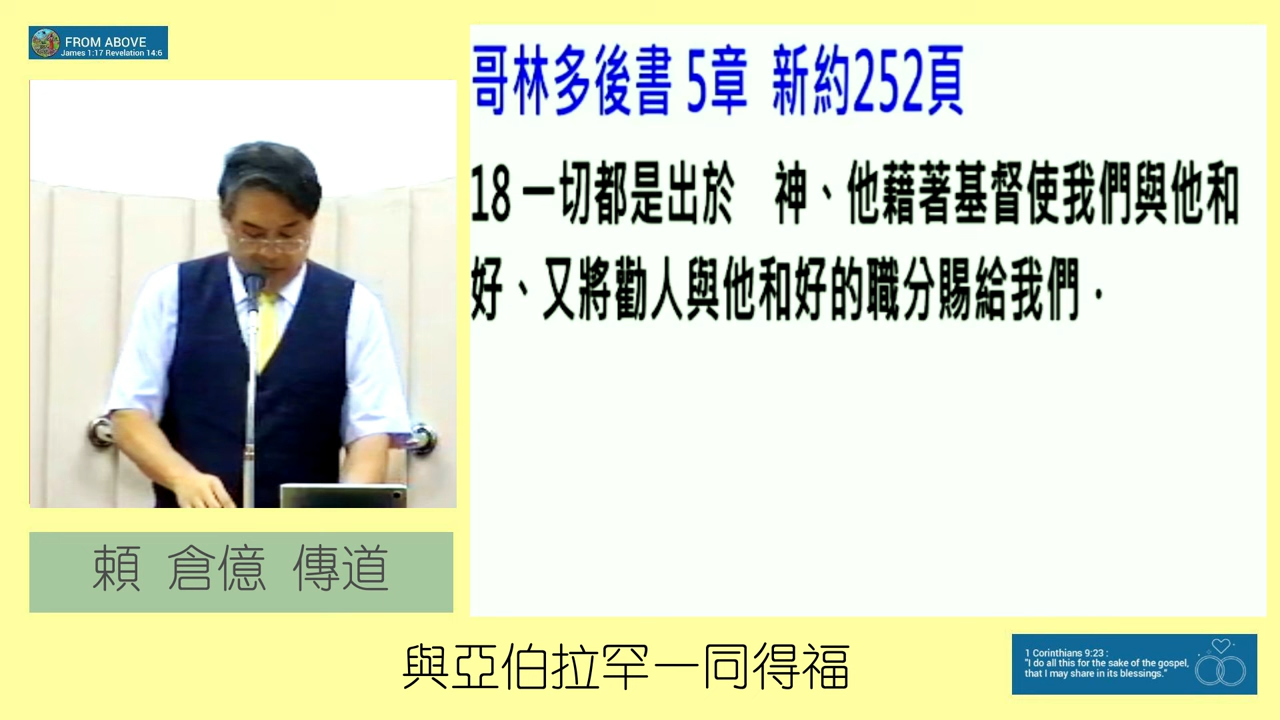 FROM ABOVE
James 1:17 Revelation 14:6
哥林多後書 5章 新約252頁
18 一切都是出於　神、他藉著基督使我們與他和
好、又將勸人與他和好的職分賜給我們．
賴 倉億 傳道
與亞伯拉罕一同得福
1 Corinthians 9:23 :
"I do all this for the sake of the gospel,
that I may share in its blessings."